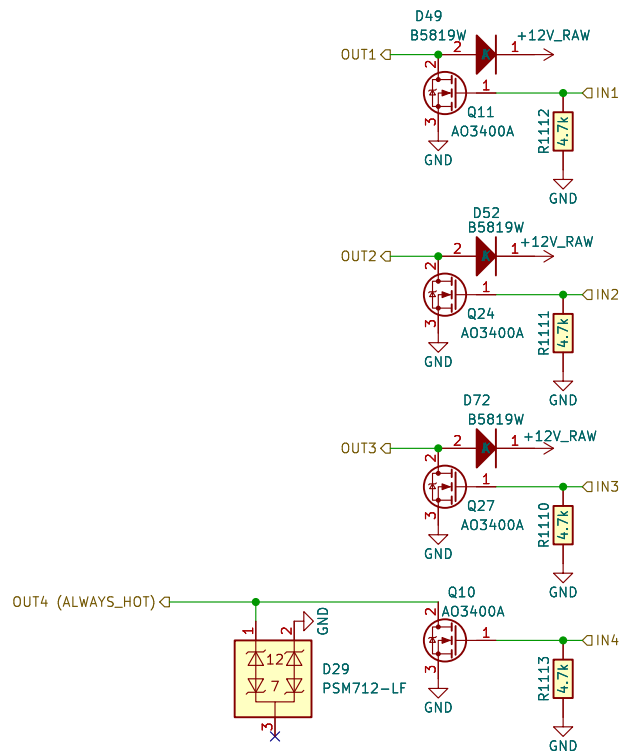 D49
B5819W
+12V_RAW
OUT1
2
1
2
1
IN1
Q11
3
AO3400A
GND
R1112
4.7k
GND
D52
B5819W
+12V_RAW
OUT2
2
1
2
1
IN2
Q24
3
AO3400A
GND
R1111
4.7k
GND
D72
B5819W
+12V_RAW
OUT3
2
1
2
1
IN3
Q27
3
AO3400A
GND
R1110
4.7k
GND
OUT4 (ALWAYS_HOT)
Q10
AO3400A
2
1
IN4
3
GND
R1113
4.7k
GND
1
2
GND
12
7
D29
PSM712-LF
3